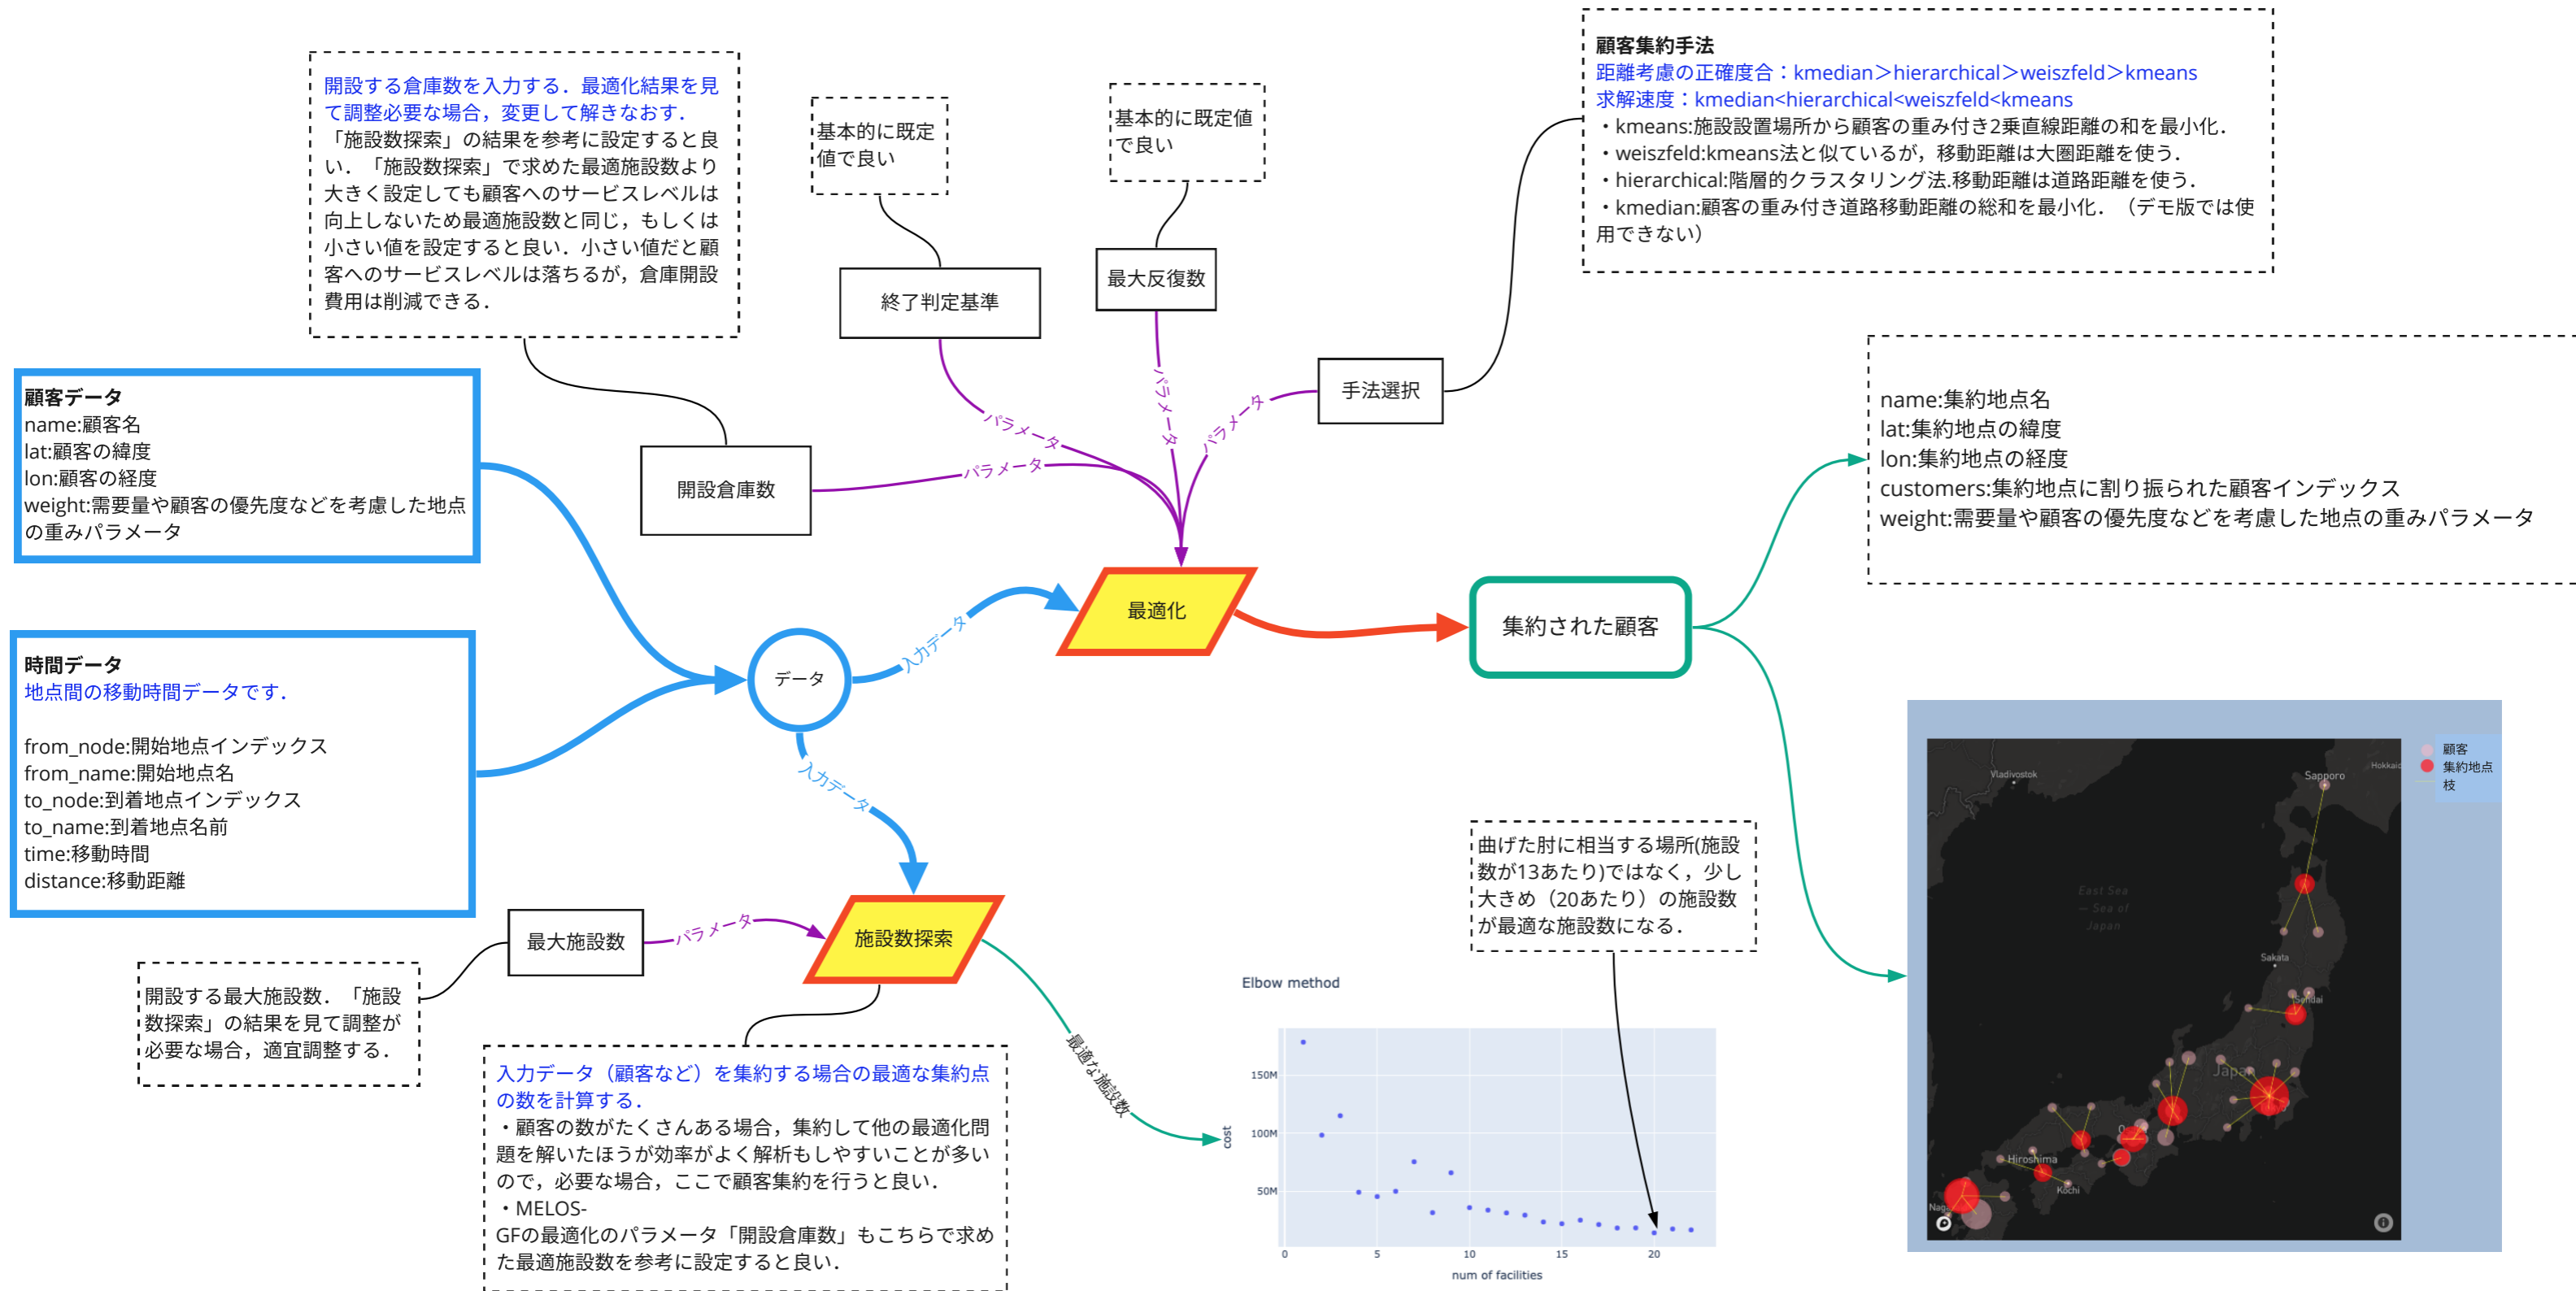 顧客集約手法
距離考慮の正確度合：kmedian＞hierarchical＞weiszfeld＞kmeans
求解速度：kmedian<hierarchical<weiszfeld<kmeans
・kmeans:施設設置場所から顧客の重み付き2乗直線距離の和を最小化．
・weiszfeld:kmeans法と似ているが，移動距離は大圏距離を使う．
・hierarchical:階層的クラスタリング法.移動距離は道路距離を使う．
・kmedian:顧客の重み付き道路移動距離の総和を最小化．（デモ版では使
用できない）
開設する倉庫数を入力する．最適化結果を見
て調整必要な場合，変更して解きなおす．
「施設数探索」の結果を参考に設定すると良
い．「施設数探索」で求めた最適施設数より
大きく設定しても顧客へのサービスレベルは
向上しないため最適施設数と同じ，もしくは
小さい値を設定すると良い．小さい値だと顧
客へのサービスレベルは落ちるが，倉庫開設
費用は削減できる．
基本的に既定
値で良い
基本的に既定値
で良い
終了判定基準
最大反復数
手法選択
開設倉庫数
パラメータ
パラメータ
パラメータ
パラメータ
顧客データ
name:顧客名
lat:顧客の緯度
lon:顧客の経度
weight:需要量や顧客の優先度などを考慮した地点
の重みパラメータ
name:集約地点名
lat:集約地点の緯度
lon:集約地点の経度
customers:集約地点に割り振られた顧客インデックス
weight:需要量や顧客の優先度などを考慮した地点の重みパラメータ
最適化
集約された顧客
入力データ
データ
入力データ
時間データ
地点間の移動時間データです．
from_node:開始地点インデックス
from_name:開始地点名
to_node:到着地点インデックス
to_name:到着地点名前
time:移動時間
distance:移動距離
最大施設数
パラメータ
施設数探索
最適な施設数
開設する最大施設数．「施設
数探索」の結果を見て調整が
必要な場合，適宜調整する．
入力データ（顧客など）を集約する場合の最適な集約点
の数を計算する．
・顧客の数がたくさんある場合，集約して他の最適化問
題を解いたほうが効率がよく解析もしやすいことが多い
ので，必要な場合，ここで顧客集約を行うと良い．
・MELOS-
GFの最適化のパラメータ「開設倉庫数」もこちらで求め
た最適施設数を参考に設定すると良い．
曲げた肘に相当する場所(施設
数が13あたり)ではなく，少し
大きめ（20あたり）の施設数
が最適な施設数になる．
Elbow method
150M
100M
50M
cost
0 5 10 15 20
num of facilities
顧客
集約地点
枝
Vladivostok
Sapporo
Hokkaid
East Sea
— Sea of
Japan
Sakata
Sendai
Japan
Hiroshima
Kochi
Nag